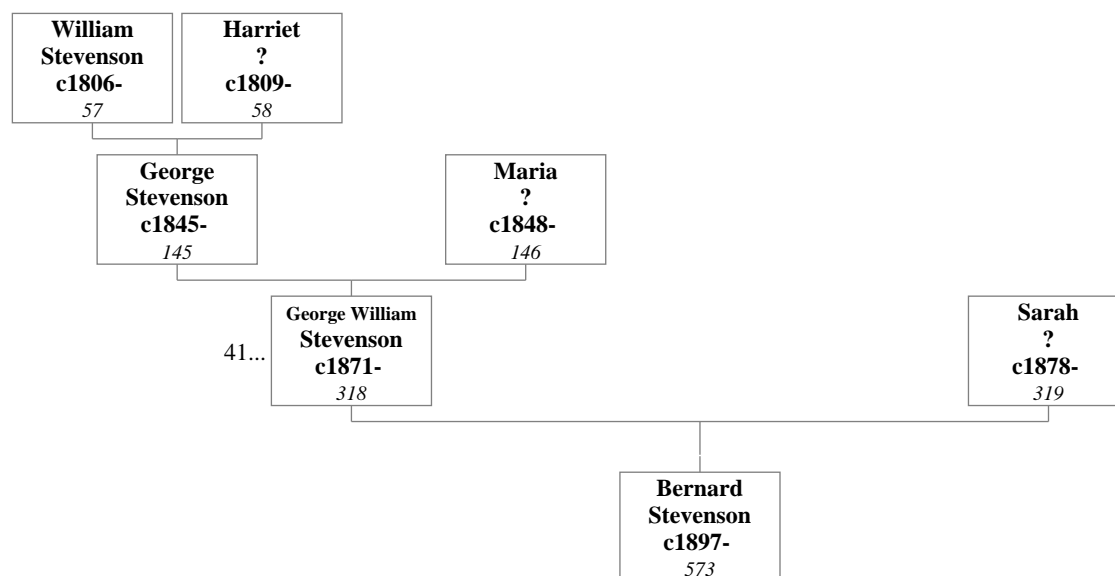 William
Stevenson
c1806-
57
Harriet
?
c1809-
58
George
Stevenson
c1845-
145
Maria
?
c1848-
146
41...
George William
Stevenson
c1871-
318
Sarah
?
c1878-
319
Bernard
Stevenson
c1897-
573